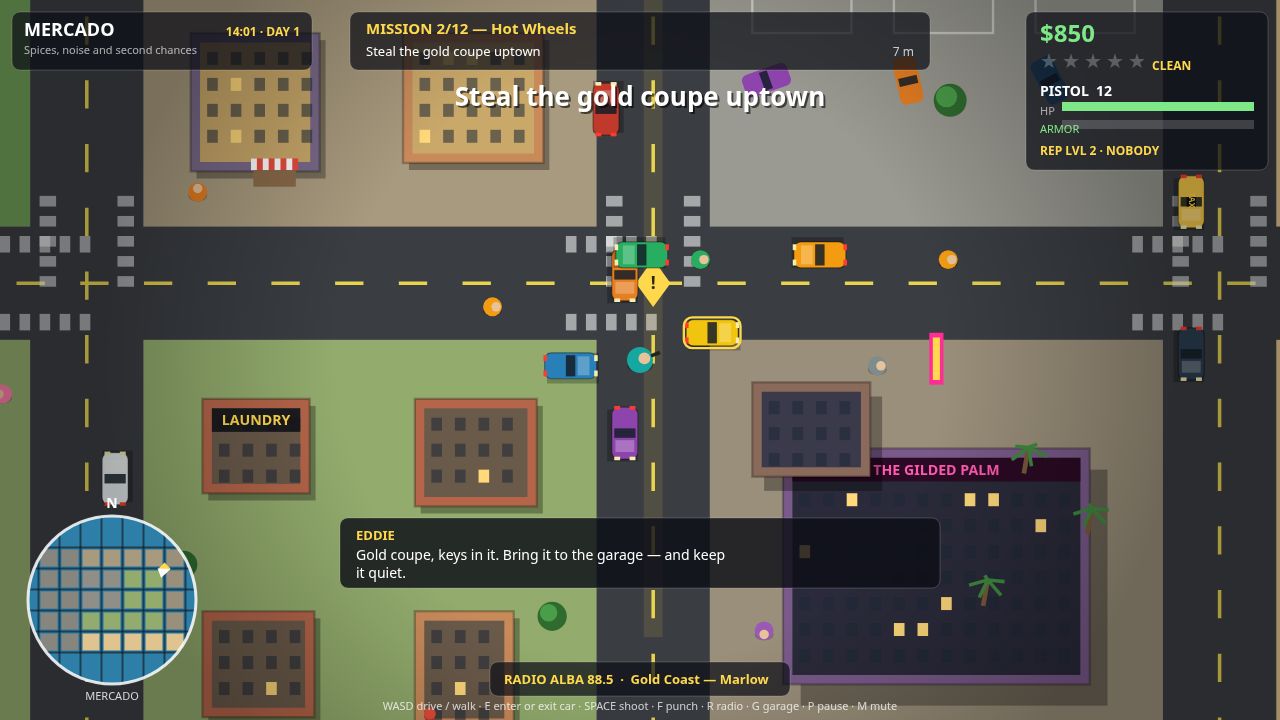 MERCADO
14:01 · DAY 1
Spices, noise and second chances
MISSION 2/12 — Hot Wheels
Steal the gold coupe uptown
7 m
$850
★★★★★ CLEAN
PISTOL 12
HP
ARMOR
REP LVL 2 · NOBODY
Steal the gold coupe uptown
!
LAUNDRY
THE GILDED PALM
N
EDDIE
Gold coupe, keys in it. Bring it to the garage — and keep
it quiet.
RADIO ALBA 88.5 · Gold Coast — Marlow
MERCADO
WASD drive / walk · E enter or exit car · SPACE shoot · F punch · R radio · G garage · P pause · M mute